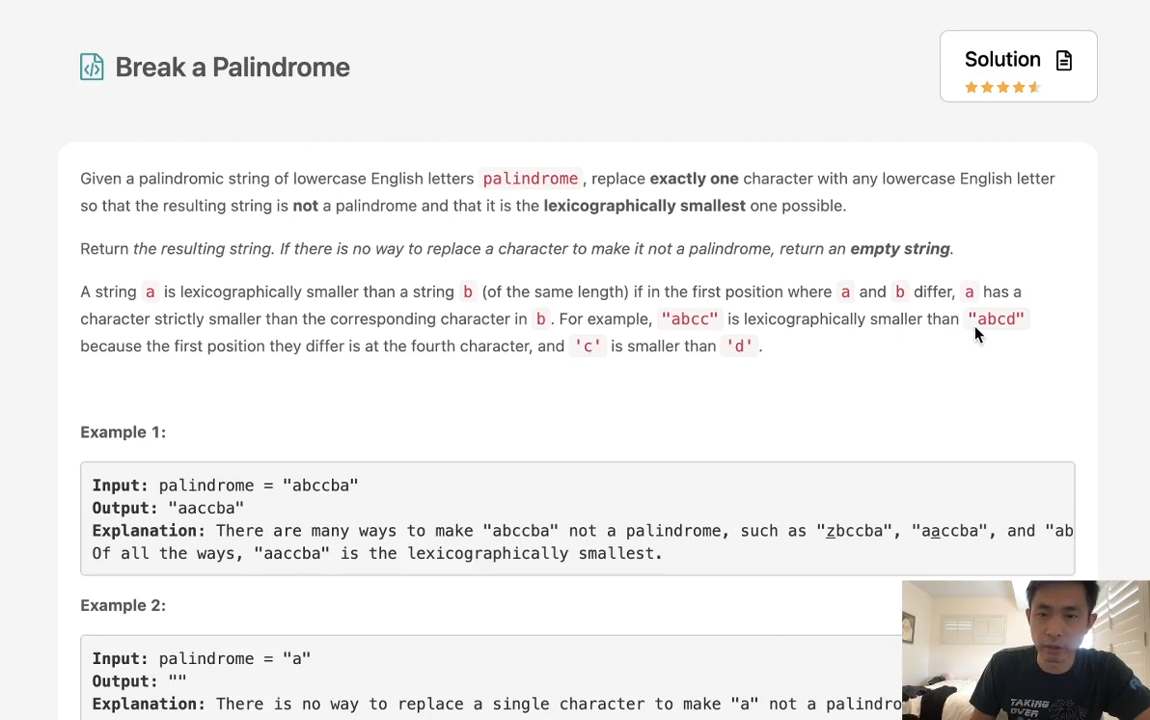 Break a Palindrome
Solution
Given a palindromic string of lowercase English letters palindrome, replace exactly one character with any lowercase English letter
so that the resulting string is not a palindrome and that it is the lexicographically smallest one possible.
Return the resulting string. If there is no way to replace a character to make it not a palindrome, return an empty string.
A string a is lexicographically smaller than a string b (of the same length) if in the first position where a and b differ, a has a
character strictly smaller than the corresponding character in b. For example, "abcc" is lexicographically smaller than "abcd"
because the first position they differ is at the fourth character, and 'c' is smaller than 'd'.
Example 1:
Input: palindrome = "abccba"
Output: "aaccba"
Explanation: There are many ways to make "abccba" not a palindrome, such as "zbccba", "aaccba", and "ab
Of all the ways, "aaccba" is the lexicographically smallest.
Example 2:
Input: palindrome = "a"
Output: ""
Explanation: There is no way to replace a single character to make "a" not a palindro
TAKING
OVER